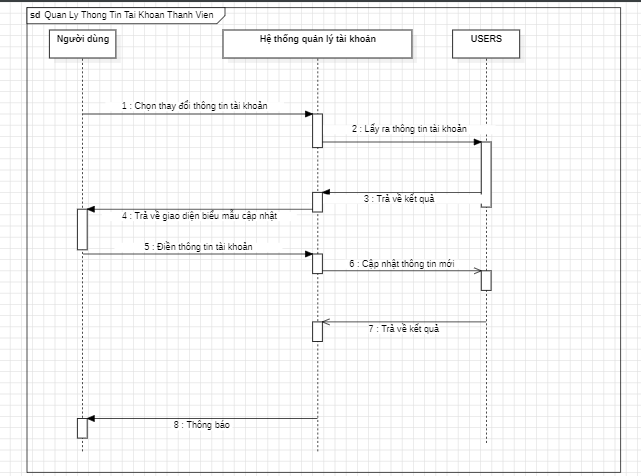 sd Quan Ly Thong Tin Tai Khoan Thanh Vien
Người dùng
Hệ thống quản lý tài khoản
USERS
1 : Chọn thay đổi thông tin tài khoản
2 : Lấy ra thông tin tài khoản
3 : Trả về kết quả
4 : Trả về giao diện biểu mẫu cập nhật
5 : Điền thông tin tài khoản
6 : Cập nhật thông tin mới
7 : Trả về kết quả
8 : Thông báo